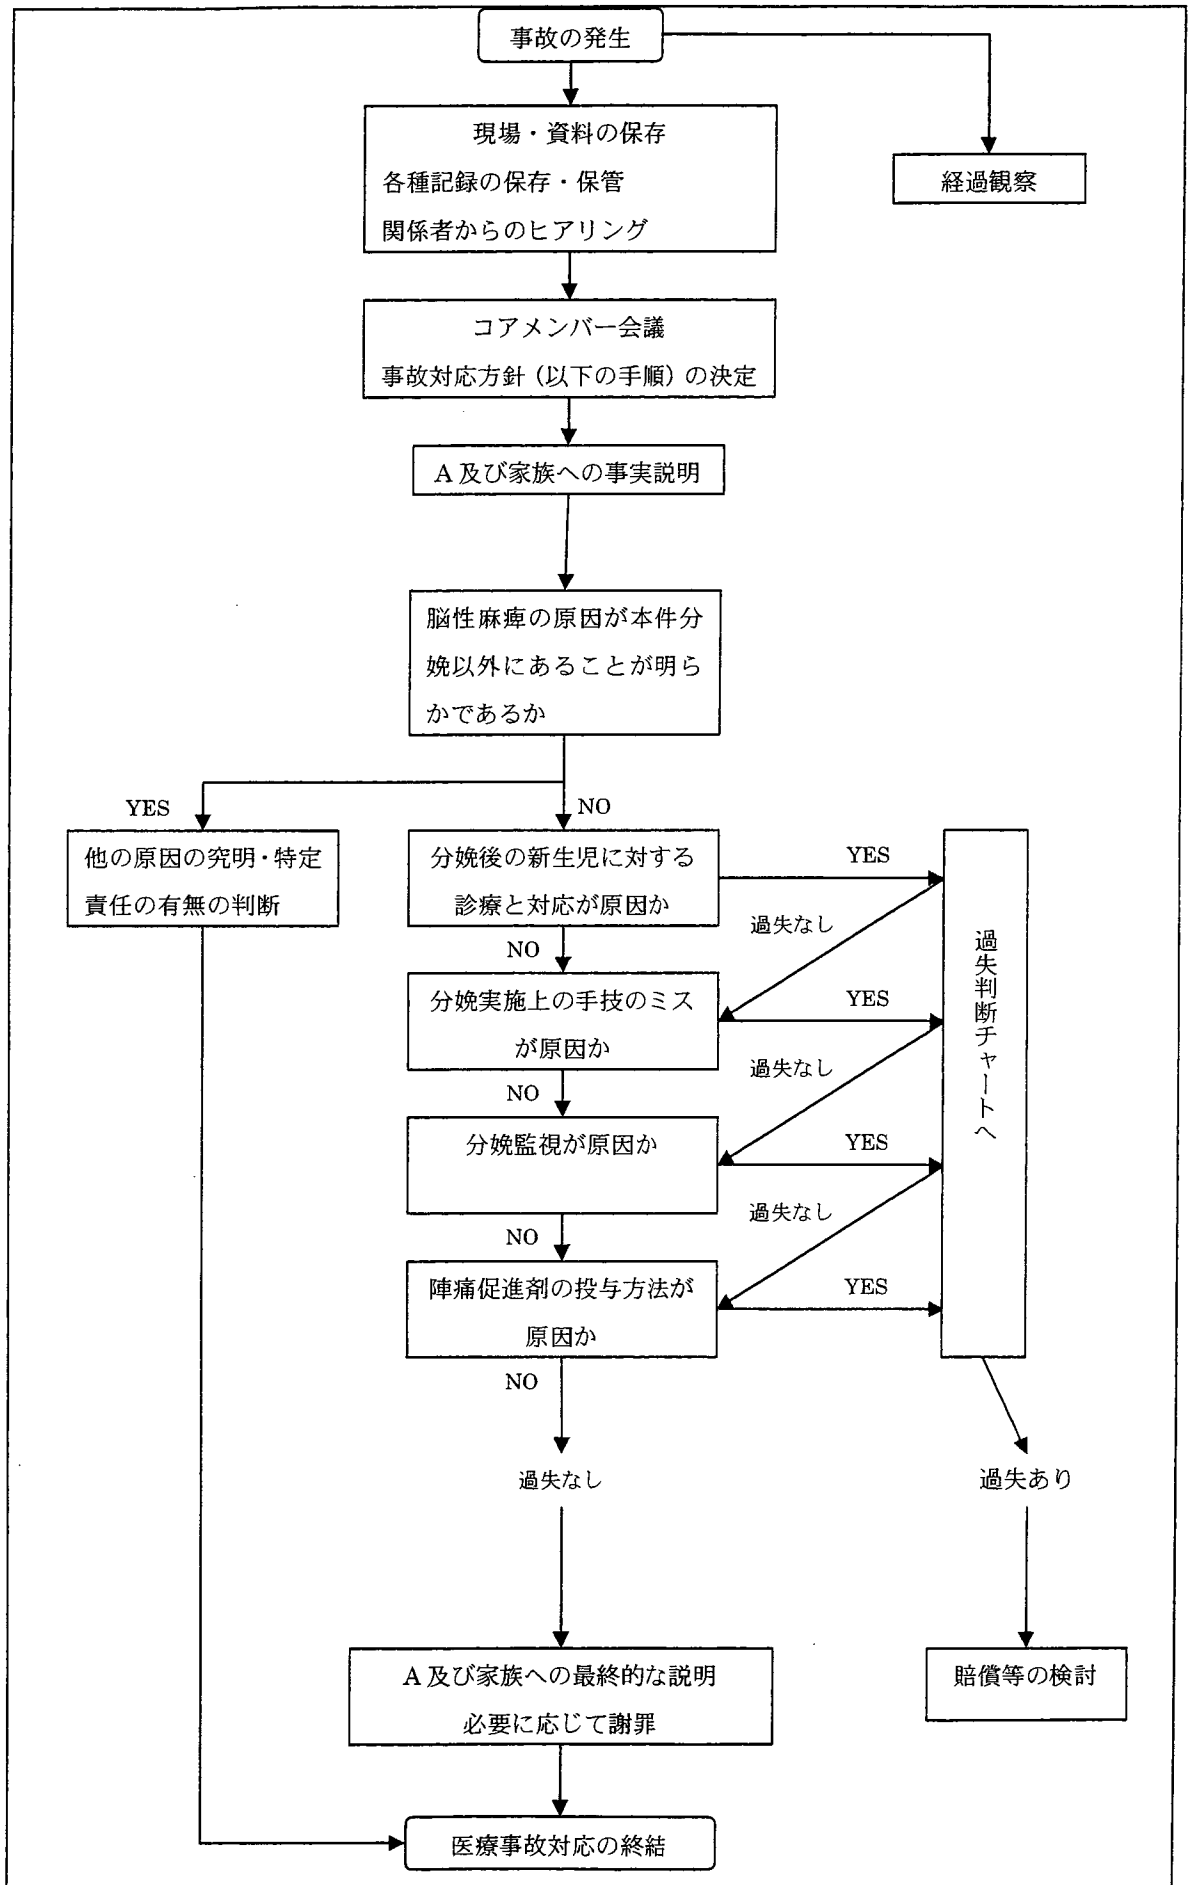 事故の発生
現場・資料の保存
各種記録の保存・保管
関係者からのヒアリング
経過観察
コアメンバー会議
事故対応方針（以下の手順）の決定
A 及び家族への事実説明
脳性麻痺の原因が本件分
娩以外にあることが明ら
かであるか
YES
NO
他の原因の究明・特定
責任の有無の判断
分娩後の新生児に対する
診療と対応が原因か
YES
過失なし
NO
分娩実施上の手技のミス
が原因か
YES
過失なし
NO
分娩監視が原因か
YES
過失なし
NO
陣痛促進剤の投与方法が
原因か
YES
NO
過失判断チャートへ
過失なし
過失あり
A 及び家族への最終的な説明
必要に応じて謝罪
賠償等の検討
医療事故対応の終結